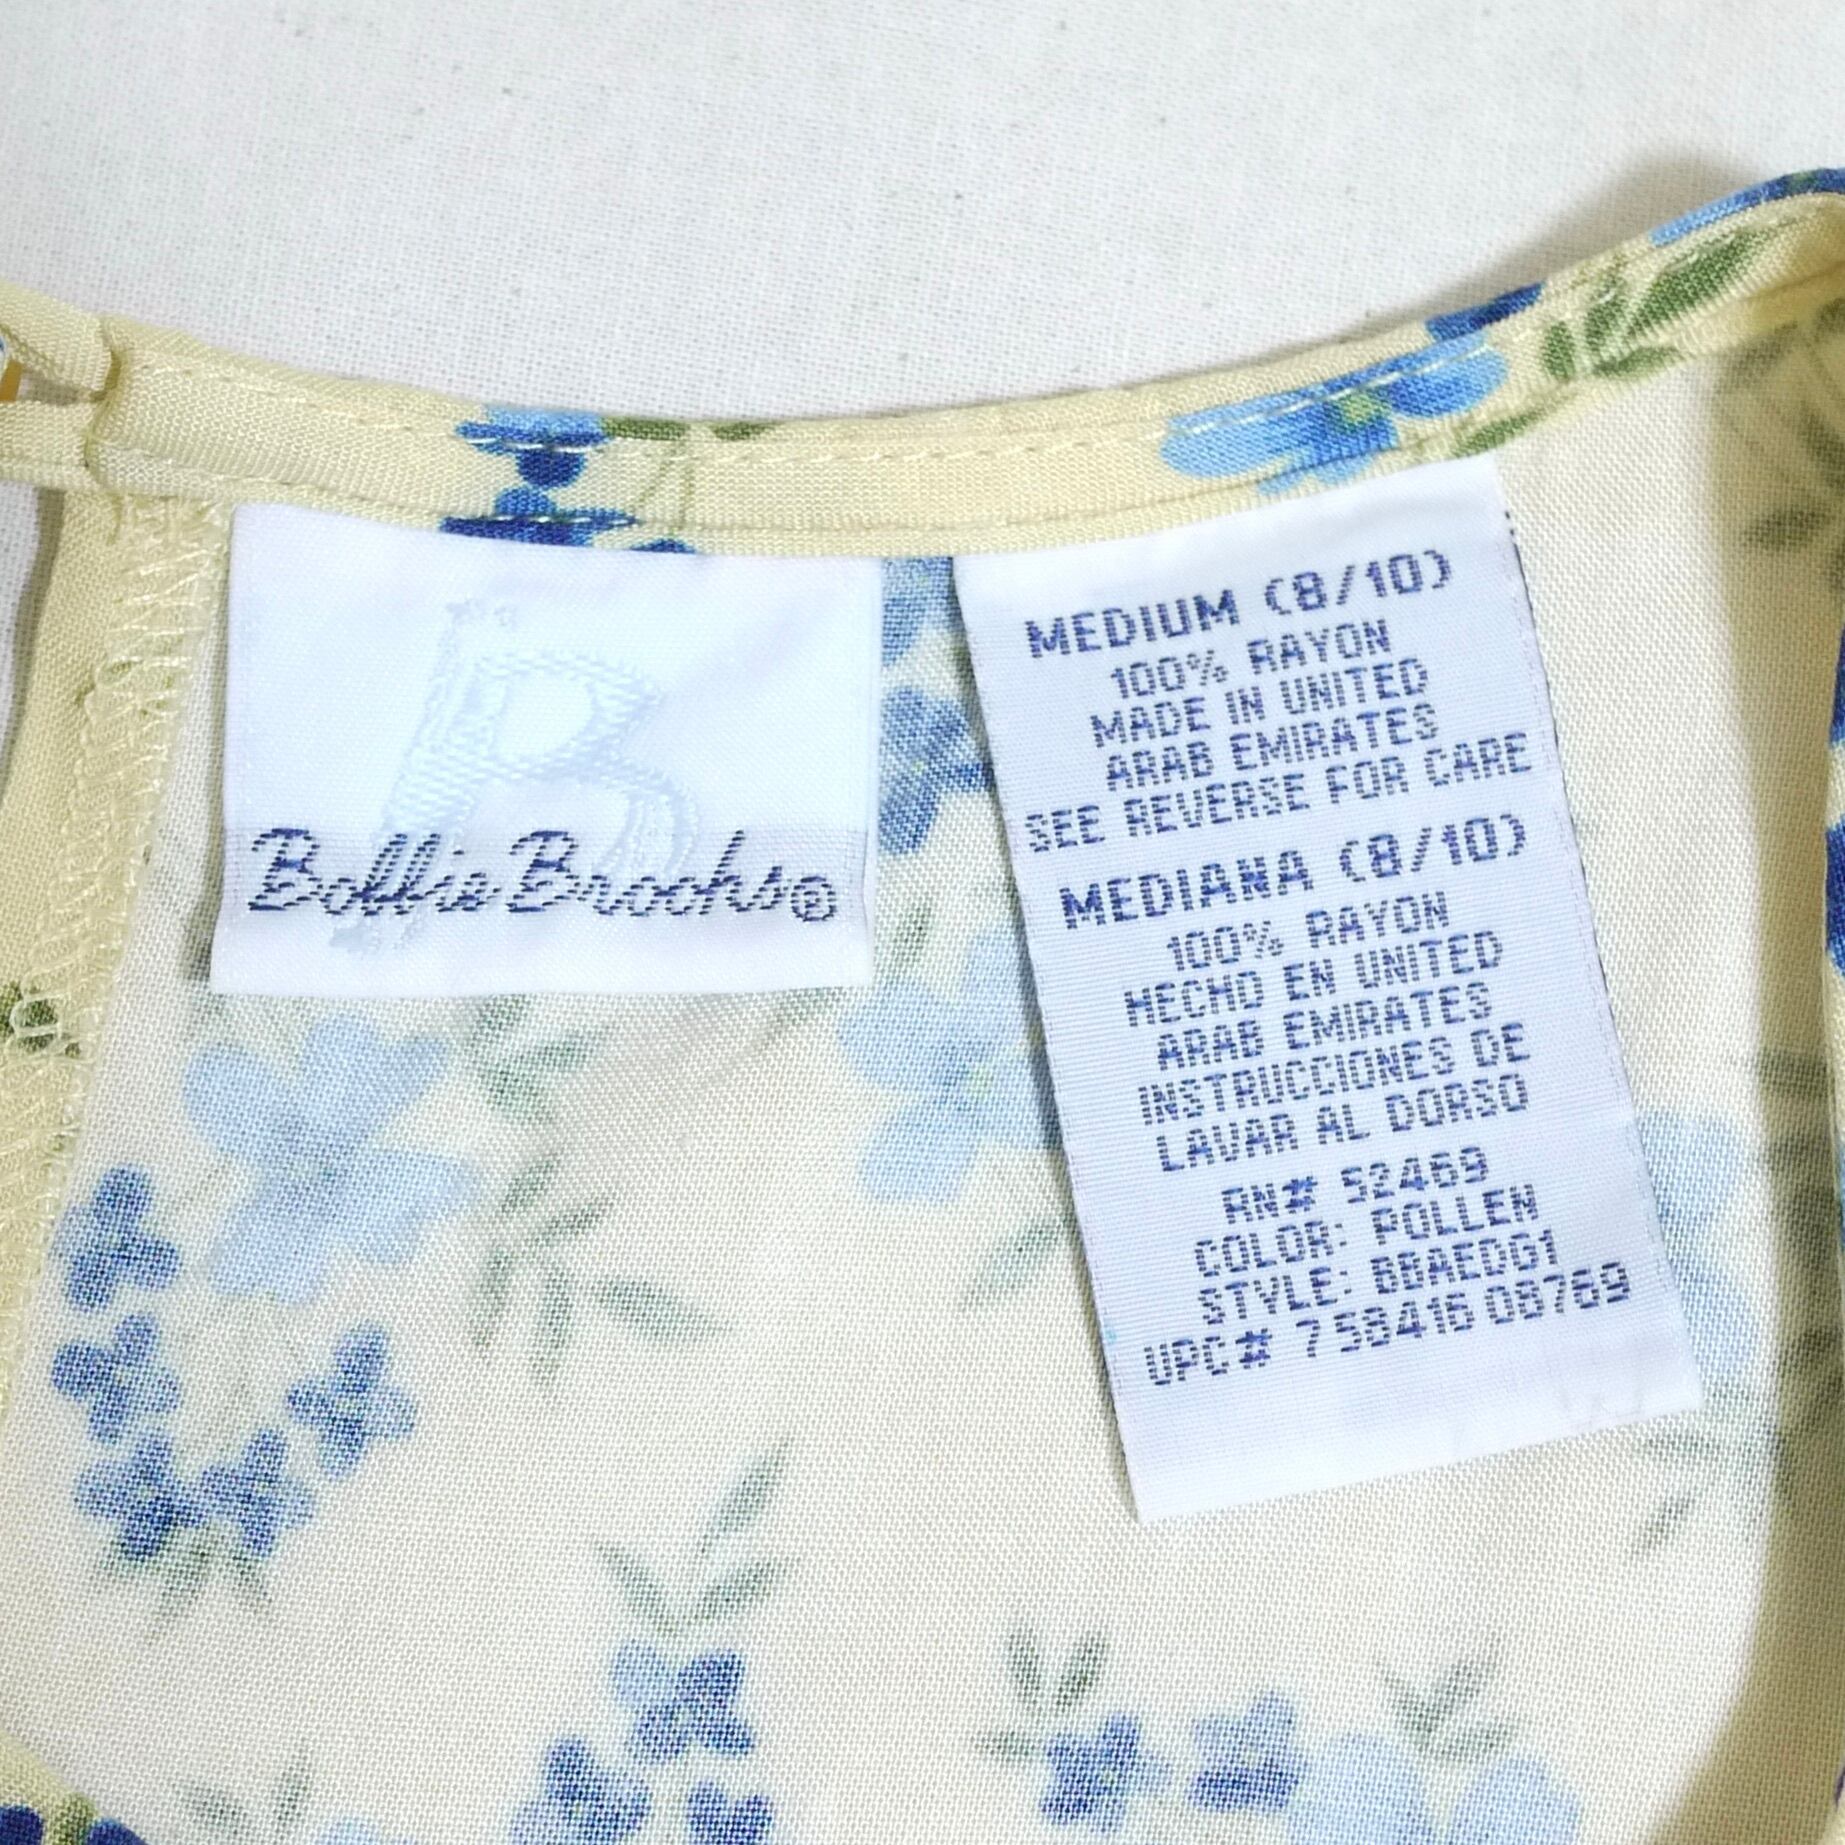 B
Bobbie Brooks®
MEDIUM (8/10)
100% RAYON
MADE IN UNITED
ARAB EMIRATES
SEE REVERSE FOR CARE
MEDIANA (8/10)
100% RAYON
HECHO EN UNITED
ARAB EMIRATES
INSTRUCCIONES DE
LAVAR AL DORSO
RN# 52469
COLOR: POLLEN
STYLE: BBAEDG1
UPC# 7 58416 08769